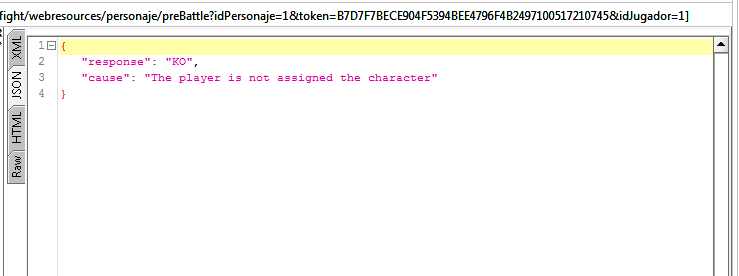 fight/webresources/personaje/preBattle?idPersonaje=1&token=B7D7F7BECE904F5394BEE4796F4B2497100517210745&idJugador=1]
XML
JSON
HTML
Raw
1 {
2 "response": "KO",
3 "cause": "The player is not assigned the character"
4 }